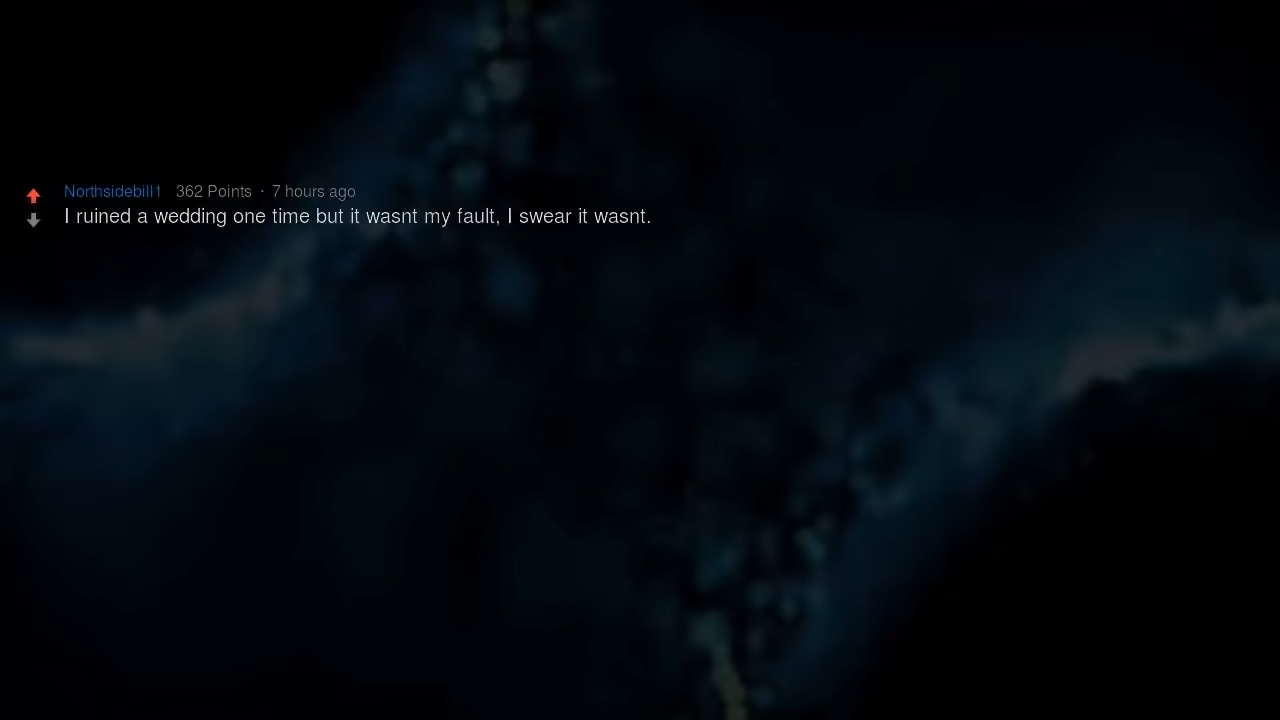 Northsidebill1 362 Points · 7 hours ago
I ruined a wedding one time but it wasnt my fault, I swear it wasnt.